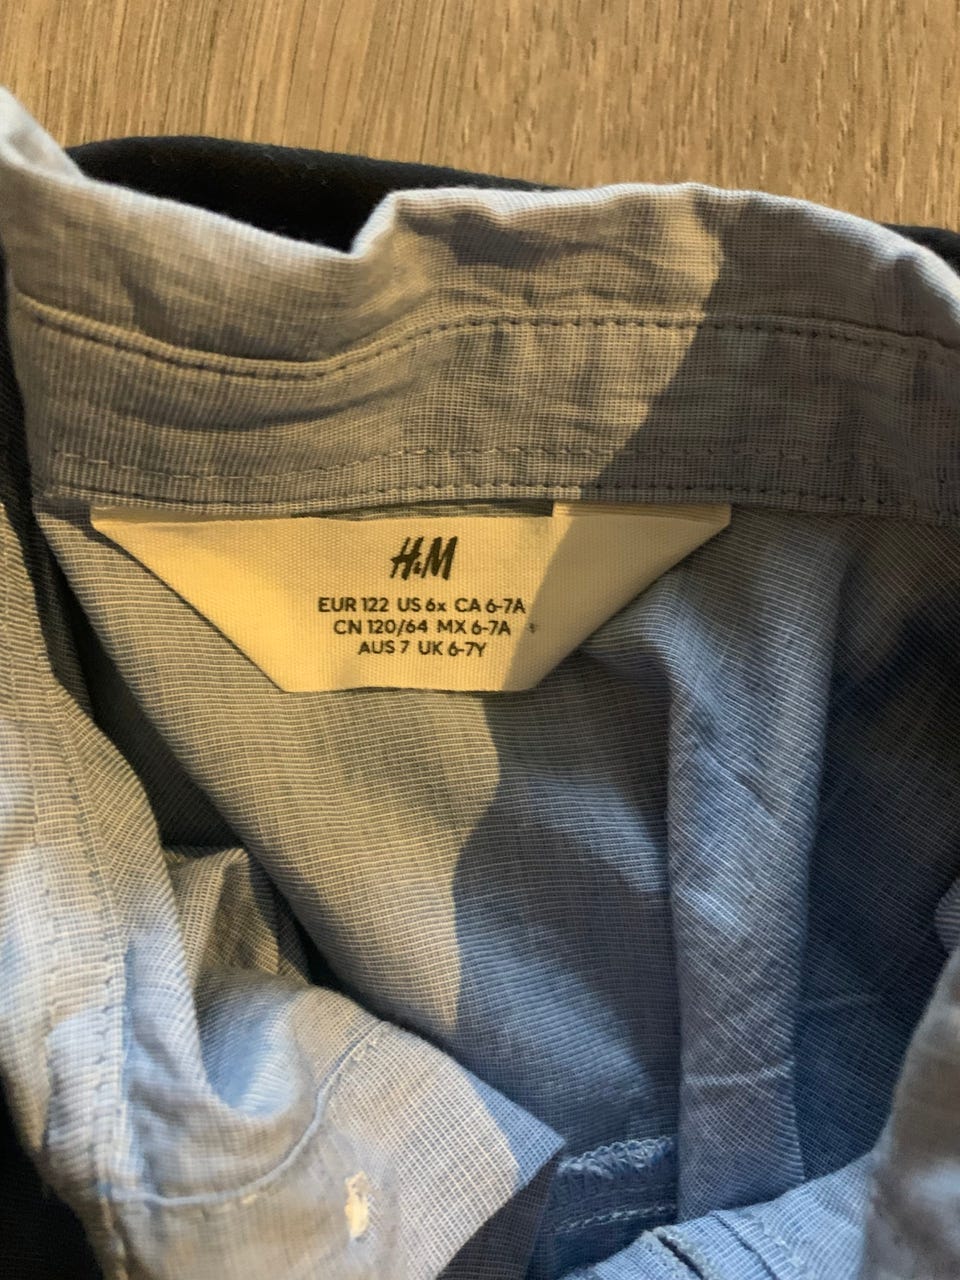 H&M
EUR 122 US 6x CA 6-7A
CN 120/64 MX 6-7A
AUS 7 UK 6-7Y